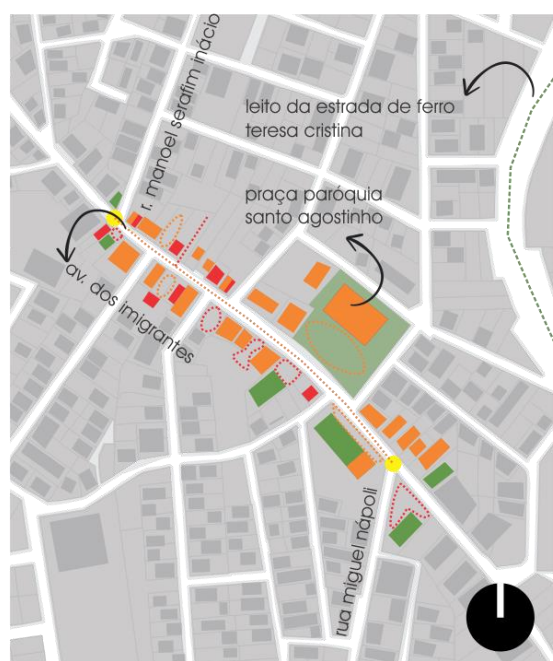 r. manoel serafim inácio
leito da estrada de ferro
teresa cristina
praça paróquia
santo agostinho
av. dos imigrantes
rua miguel nápoli